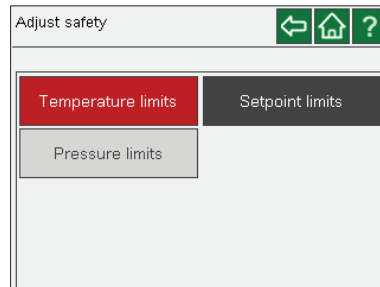 Adjust safety
?
Temperature limits
Setpoint limits
Pressure limits